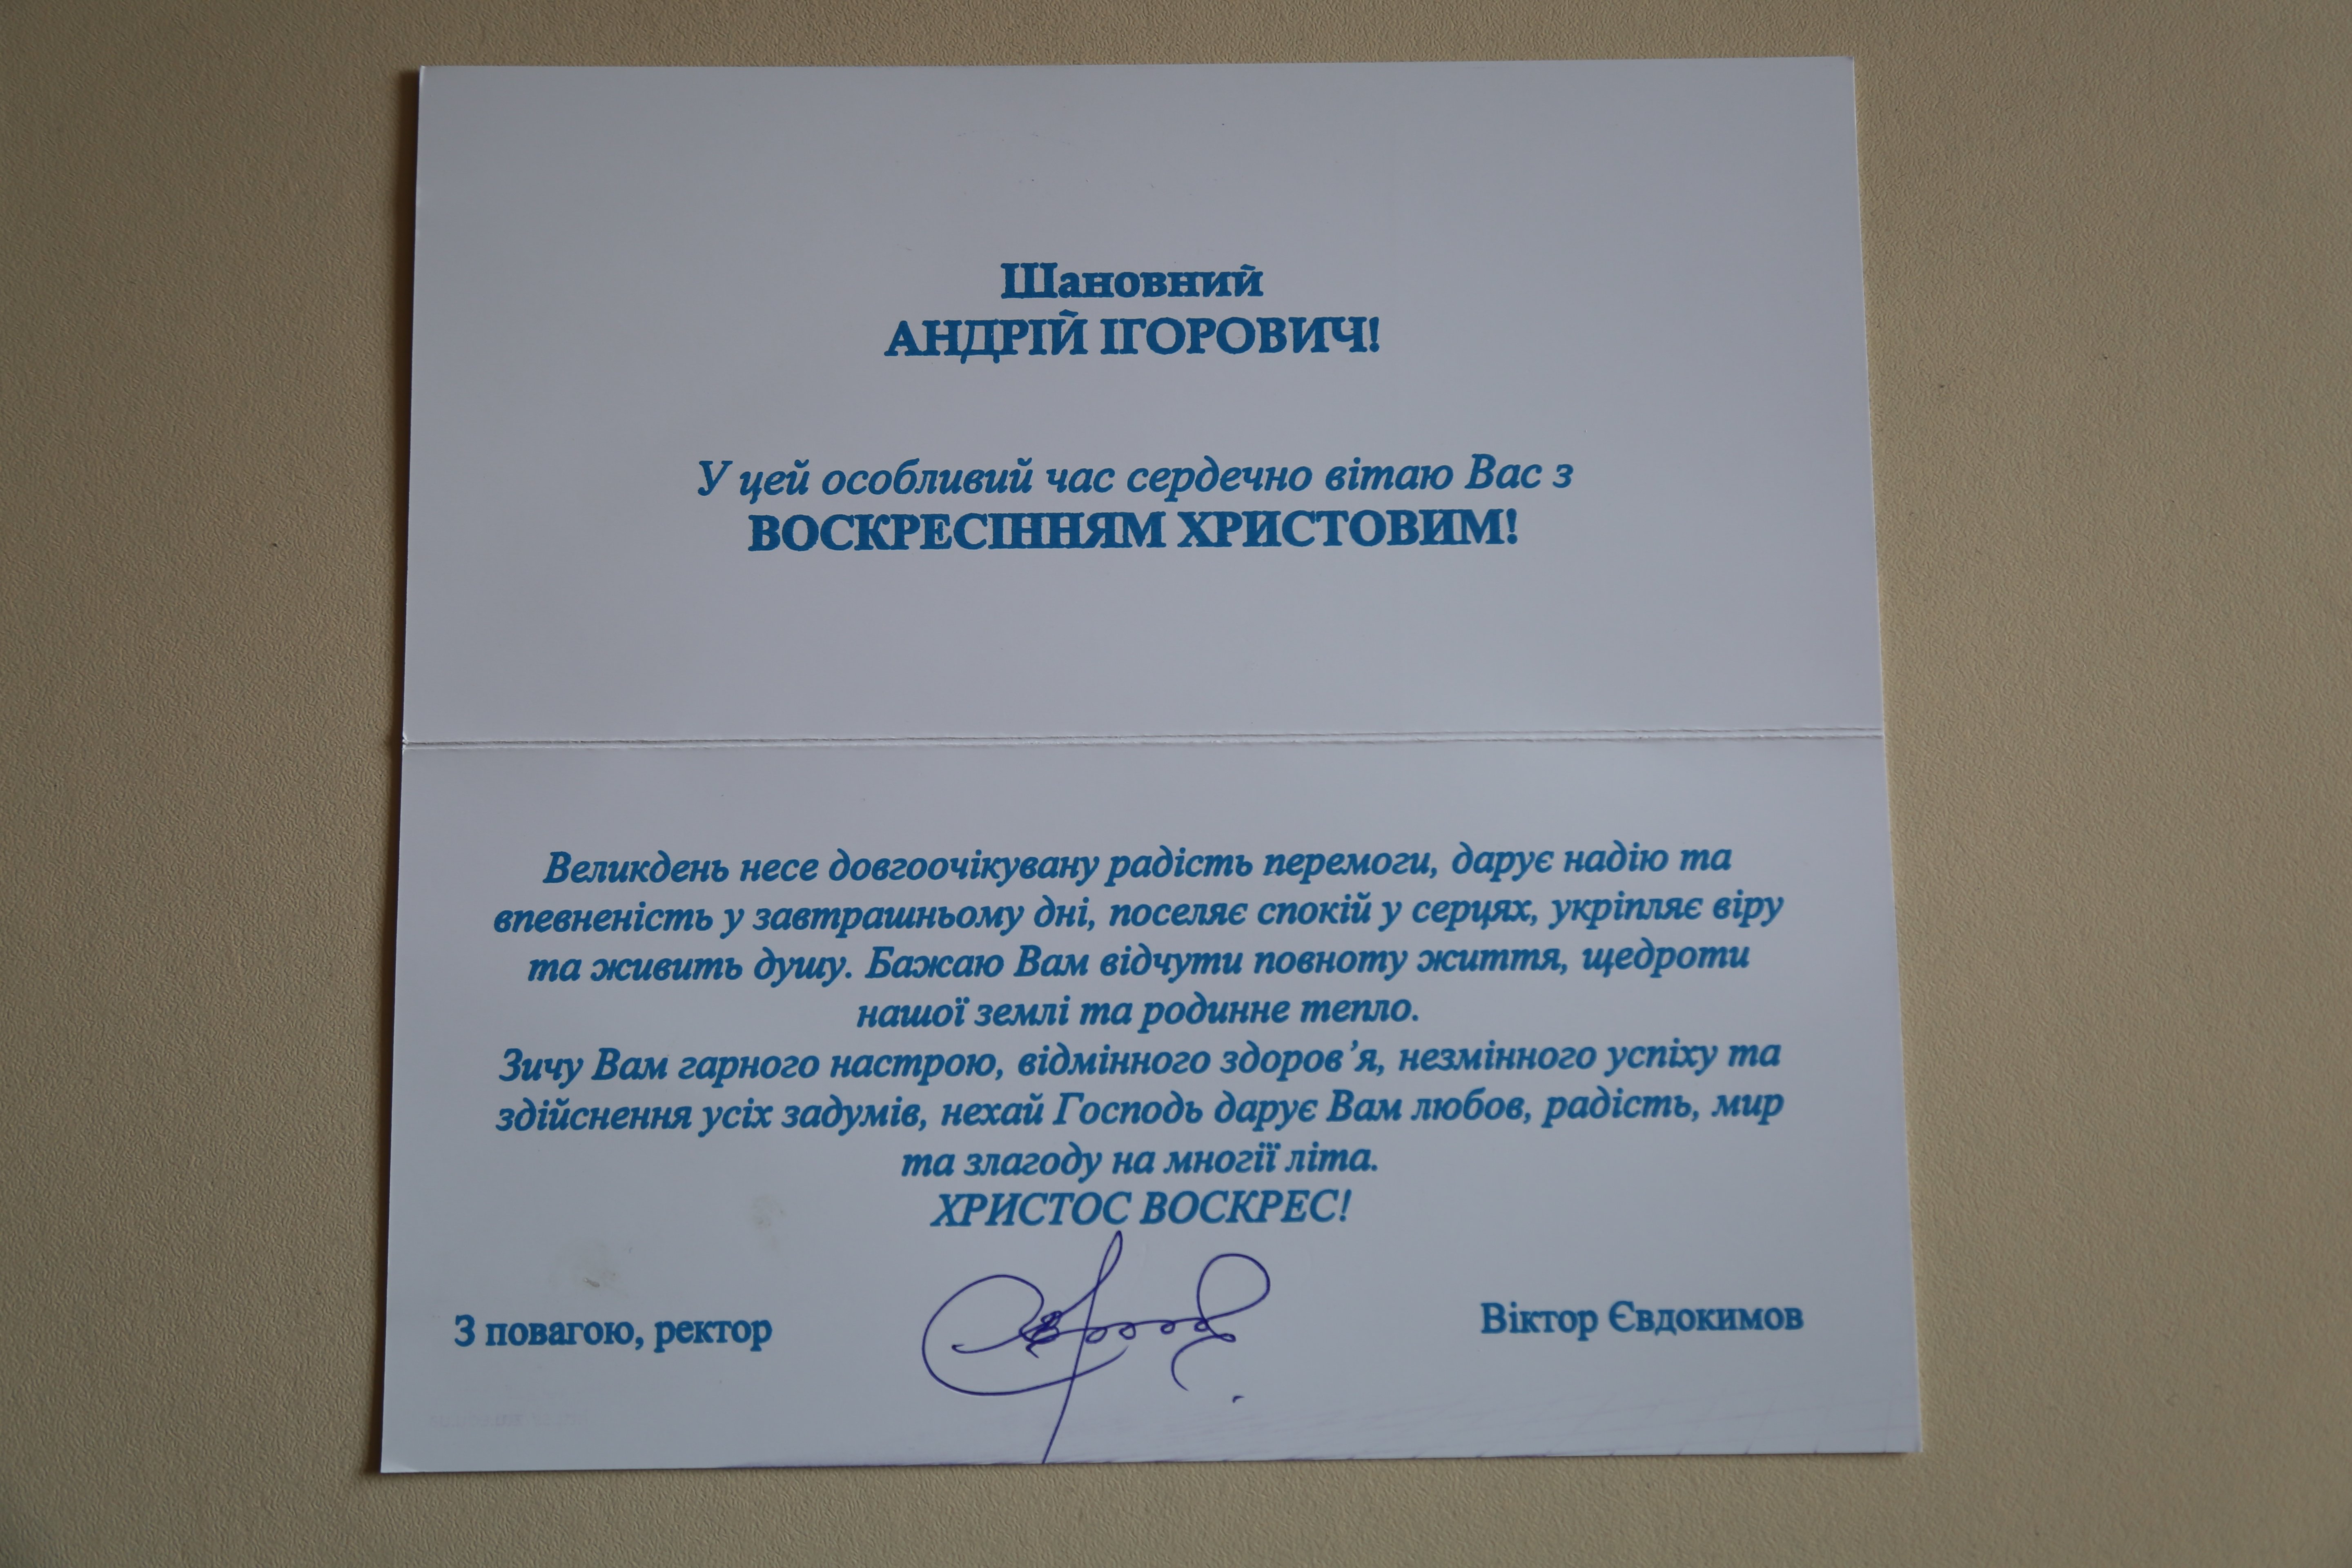 Шановний
АНДРІЙ ІГОРОВИЧ!
У цей особливий час сердечно вітаю Вас з
ВОСКРЕСІННЯМ ХРИСТОВИМ!
Великдень несе довгоочікувану радість перемоги, дарує надію та
впевненість у завтрашньому дні, поселяє спокій у серцях, укріпляє віру
та живить душу. Бажаю Вам відчути повноту життя, щедроти
нашої землі та родинне тепло.
Зичу Вам гарного настрою, відмінного здоров’я, незмінного успіху та
здійснення усіх задумів, нехай Господь дарує Вам любов, радість, мир
та злагоду на многії літа.
ХРИСТОС ВОСКРЕС!
З повагою, ректор Віктор Євдокимов